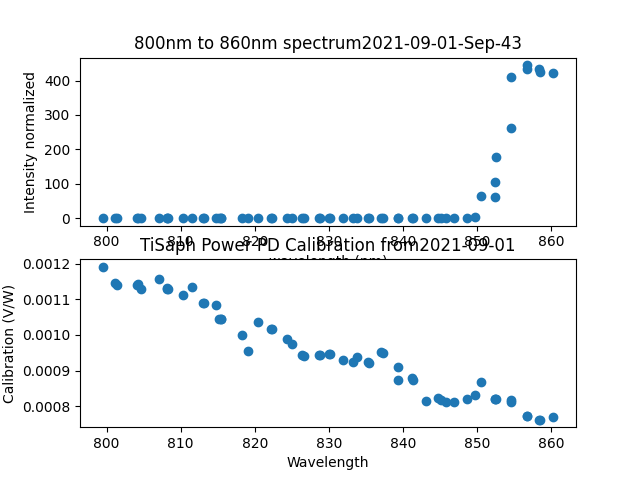 800nm to 860nm spectrum2021-09-01-Sep-43
Intensity normalized
400
300
200
100
0
800 810 820 830 840 850 860
wavelength (nm)
TiSaph Power-PD Calibration from2021-09-01
Calibration (V/W)
0.0012
0.0011
0.0010
0.0009
0.0008
800 810 820 830 840 850 860
Wavelength